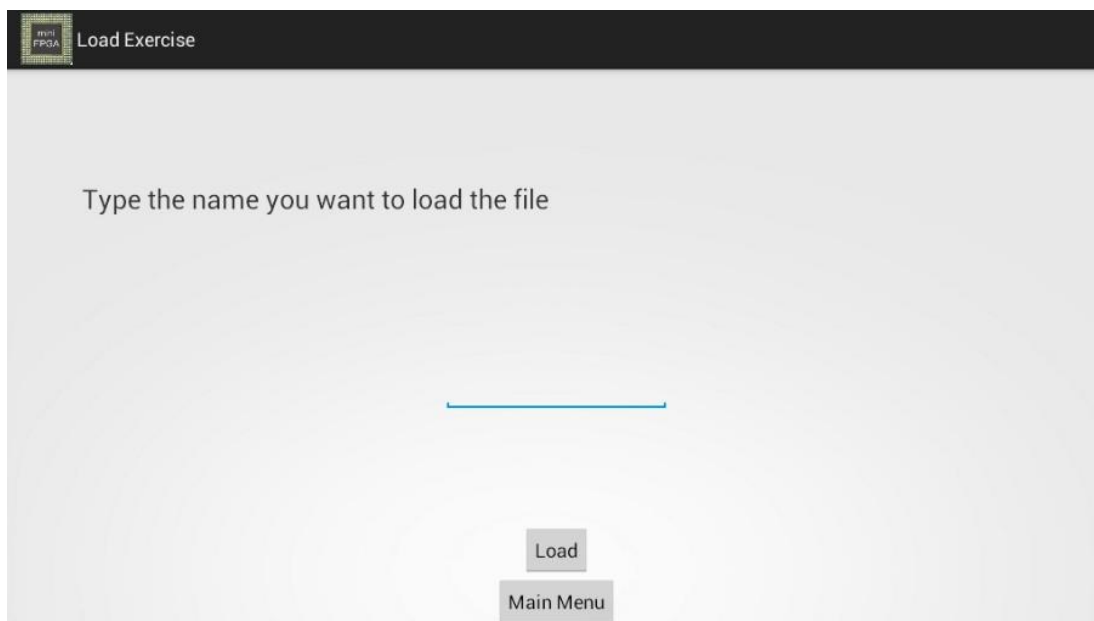 mini
FPGA
Load Exercise
Type the name you want to load the file
Load
Main Menu